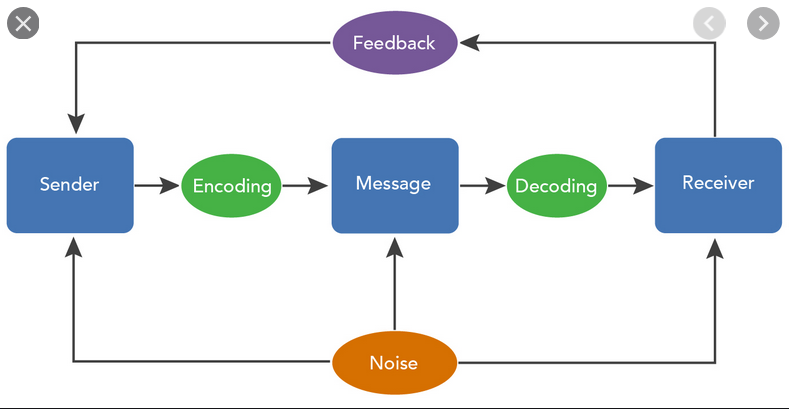 Feedback
Sender
Encoding
Message
Decoding
Receiver
Noise